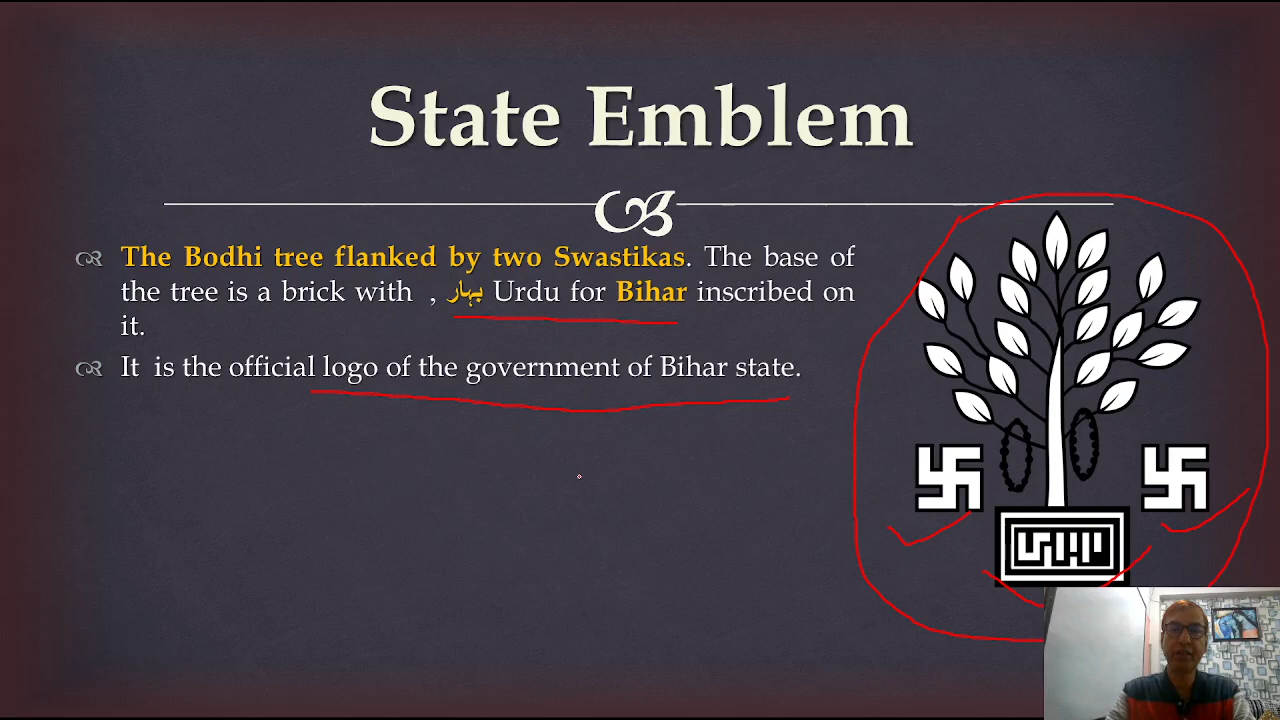 State Emblem
The Bodhi tree flanked by two Swastikas. The base of
the tree is a brick with , بہار Urdu for Bihar inscribed on
it.
It is the official logo of the government of Bihar state.
بہار